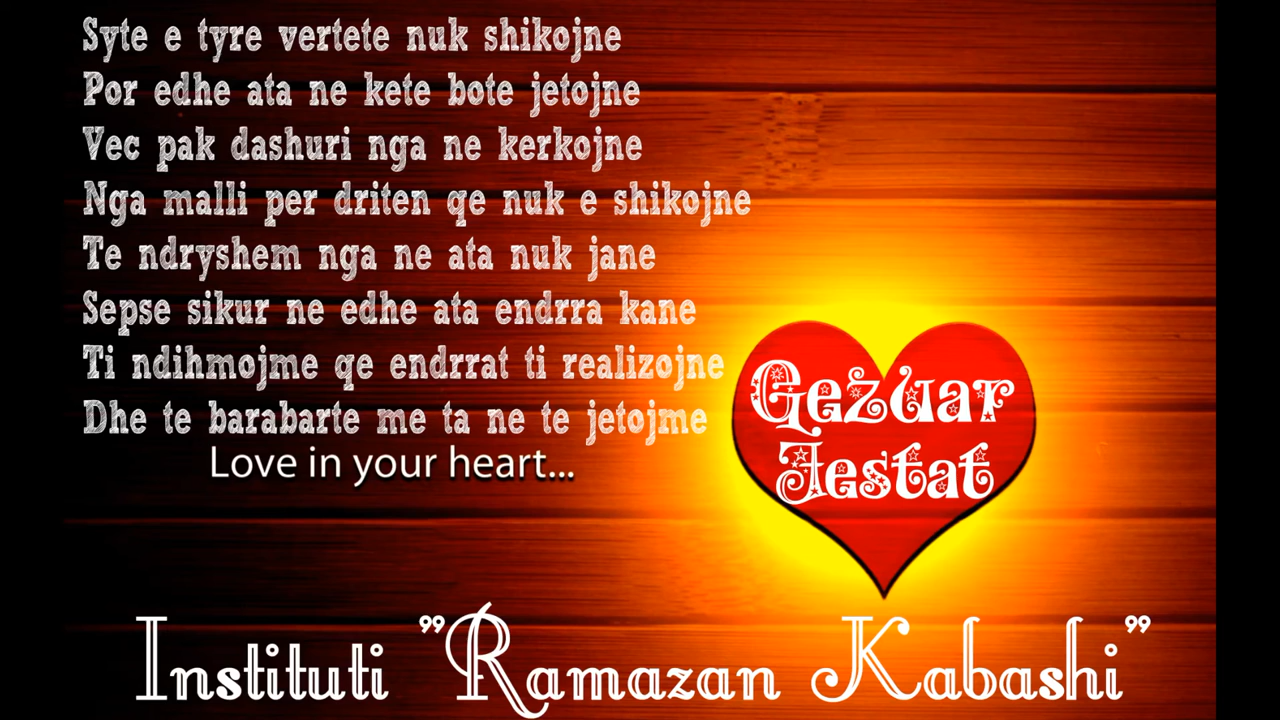 Syte e tyre vertete nuk shikojne
Por edhe ata ne kete bote jetojne
Vec pak dashuri nga ne kerkojne
Nga malli per driten qe nuk e shikojne
Te ndryshem nga ne ata nuk jane
Sepse sikur ne edhe ata endrra kane
Ti ndihmojme qe endrrat ti realizojne
Dhe te barabarte me ta ne te jetojme
Love in your heart...
Gezuar
Festat
Instituti "Ramazan Kabashi"